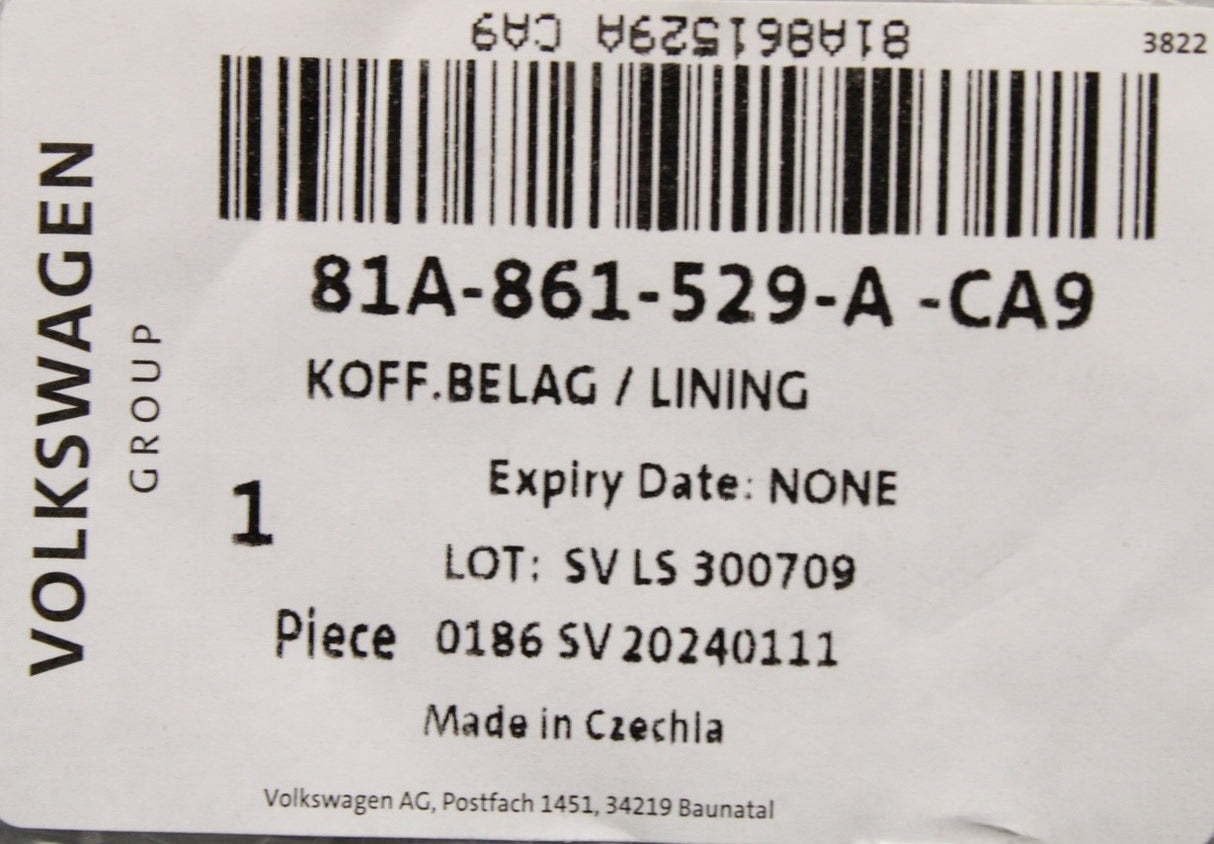 81A861529A CA9
3822
VOLKSWAGEN
GROUP
81A-861-529-A -CA9
KOFF.BELAG / LINING
Expiry Date: NONE
1
LOT: SV LS 300709
Piece 0186 SV 20240111
Made in Czechla
Volkswagen AG, Postfach 1451, 34219 Baunatal